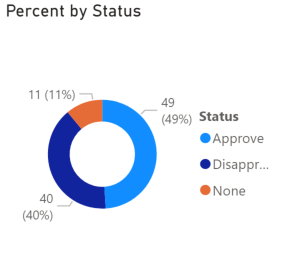 Percent by Status
11 (11%)
49
(49%)
Status
Approve
Disappr...
None
40
(40%)